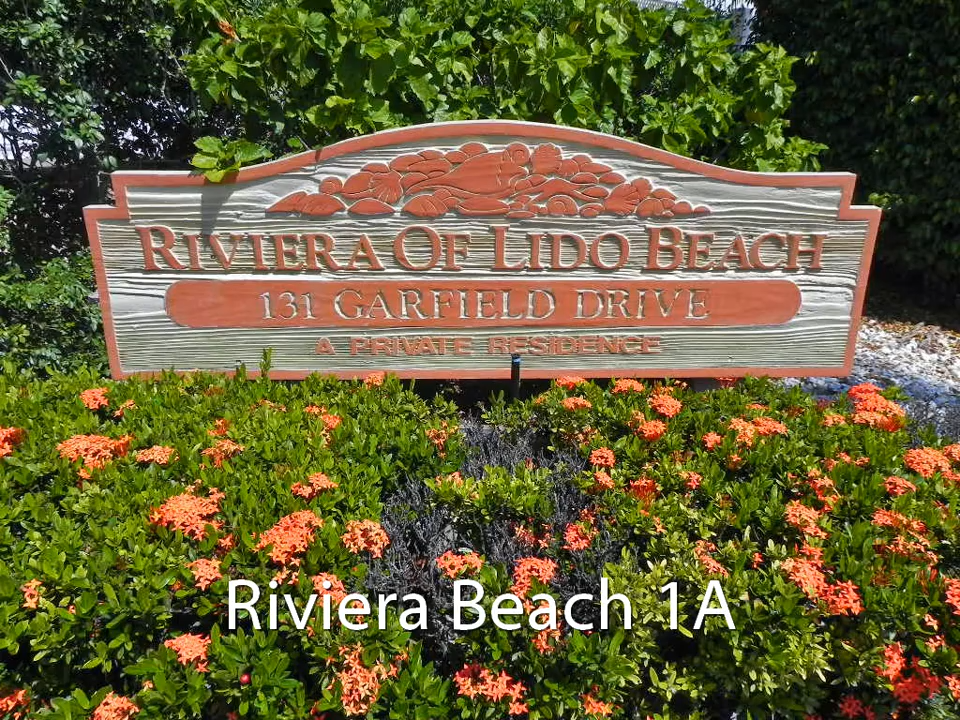 RIVIERA OF LIDO BEACH
131 GARFIELD DRIVE
A PRIVATE RESIDENCE
Riviera Beach 1A